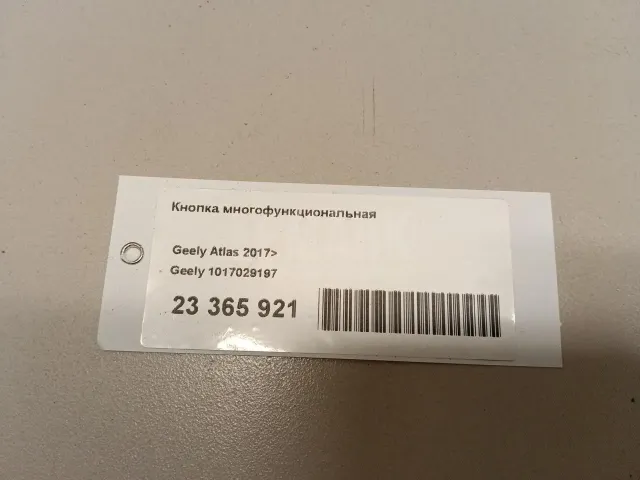 Кнопка многофункциональная
Geely Atlas 2017>
Geely 1017029197
23 365 921